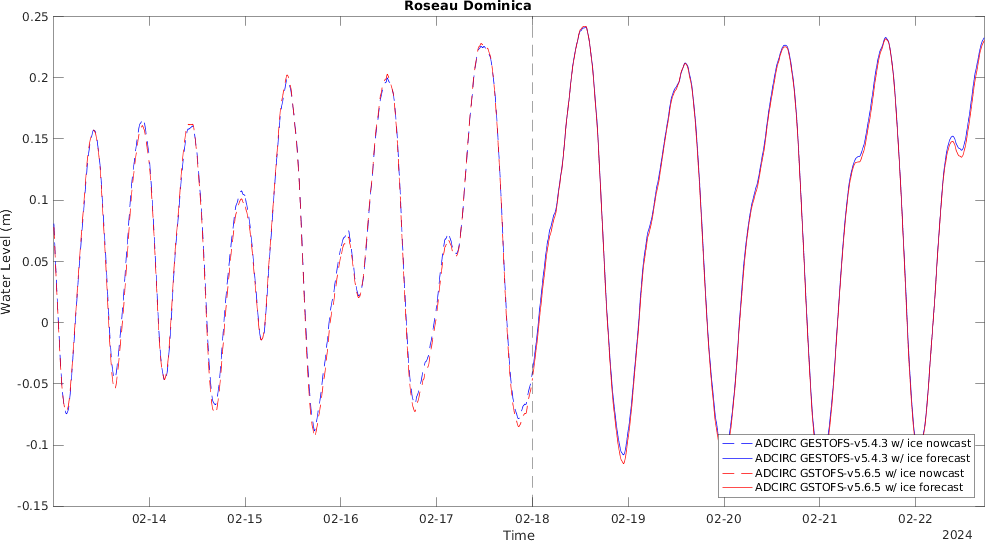 Roseau Dominica
0.25
0.2
0.15
0.1
0.05
0
-0.05
-0.1
-0.15
Water Level (m)
ADCIRC GESTOFS-v5.4.3 w/ ice nowcast
ADCIRC GESTOFS-v5.4.3 w/ ice forecast
ADCIRC GSTOFS-v5.6.5 w/ ice nowcast
ADCIRC GSTOFS-v5.6.5 w/ ice forecast
02-14 02-15 02-16 02-17 02-18 02-19 02-20 02-21 02-22
Time
2024